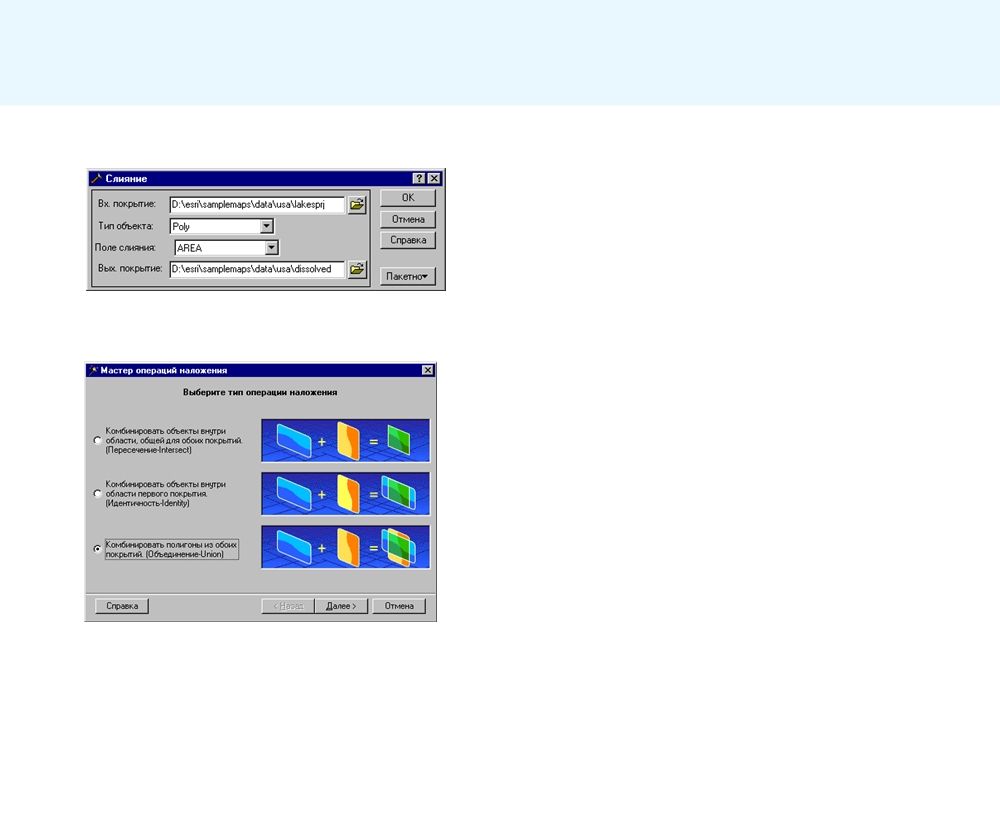 Слияние
Вх. покрытие:
D:\esri\samplemaps\data\usa\lakesprj
OK
Тип объекта:
Poly
Отмена
Поле слияния:
AREA
Справка
Вых. покрытие:
D:\esri\samplemaps\data\usa\dissolved
Пакетно
Мастер операций наложения
Выберите тип операции наложения
Комбинировать объекты внутри
области, общей для обоих покрытий.
(Пересечение-Intersect)
Комбинировать объекты внутри
области первого покрытия.
(Идентичность-Identity)
Комбинировать полигоны из обоих
покрытий. (Объединение-Union)
Справка
< Назад
Далее >
Отмена